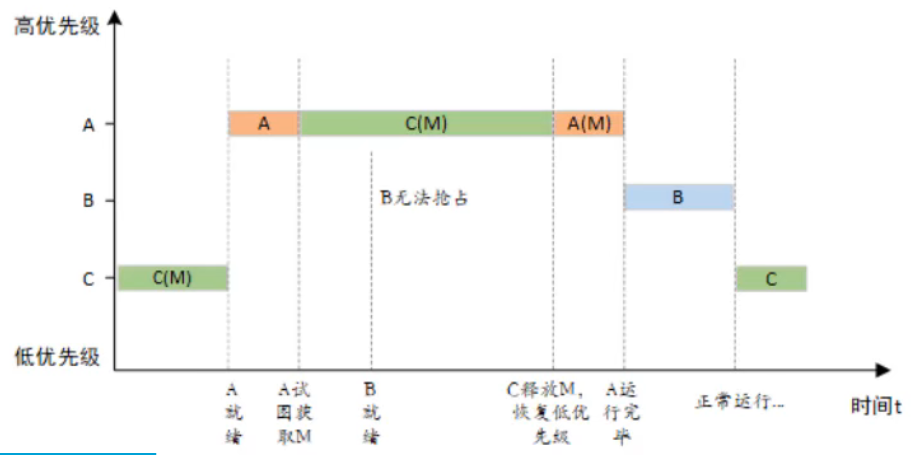 高优先级
A
A
C(M)
A(M)
B
B无法抢占
B
C
C(M)
C
低优先级
A
就
绪
A试
图获
取M
B
就
绪
C释放M，
恢复低优
先级
A运
行完
毕
正常运行...
时间t